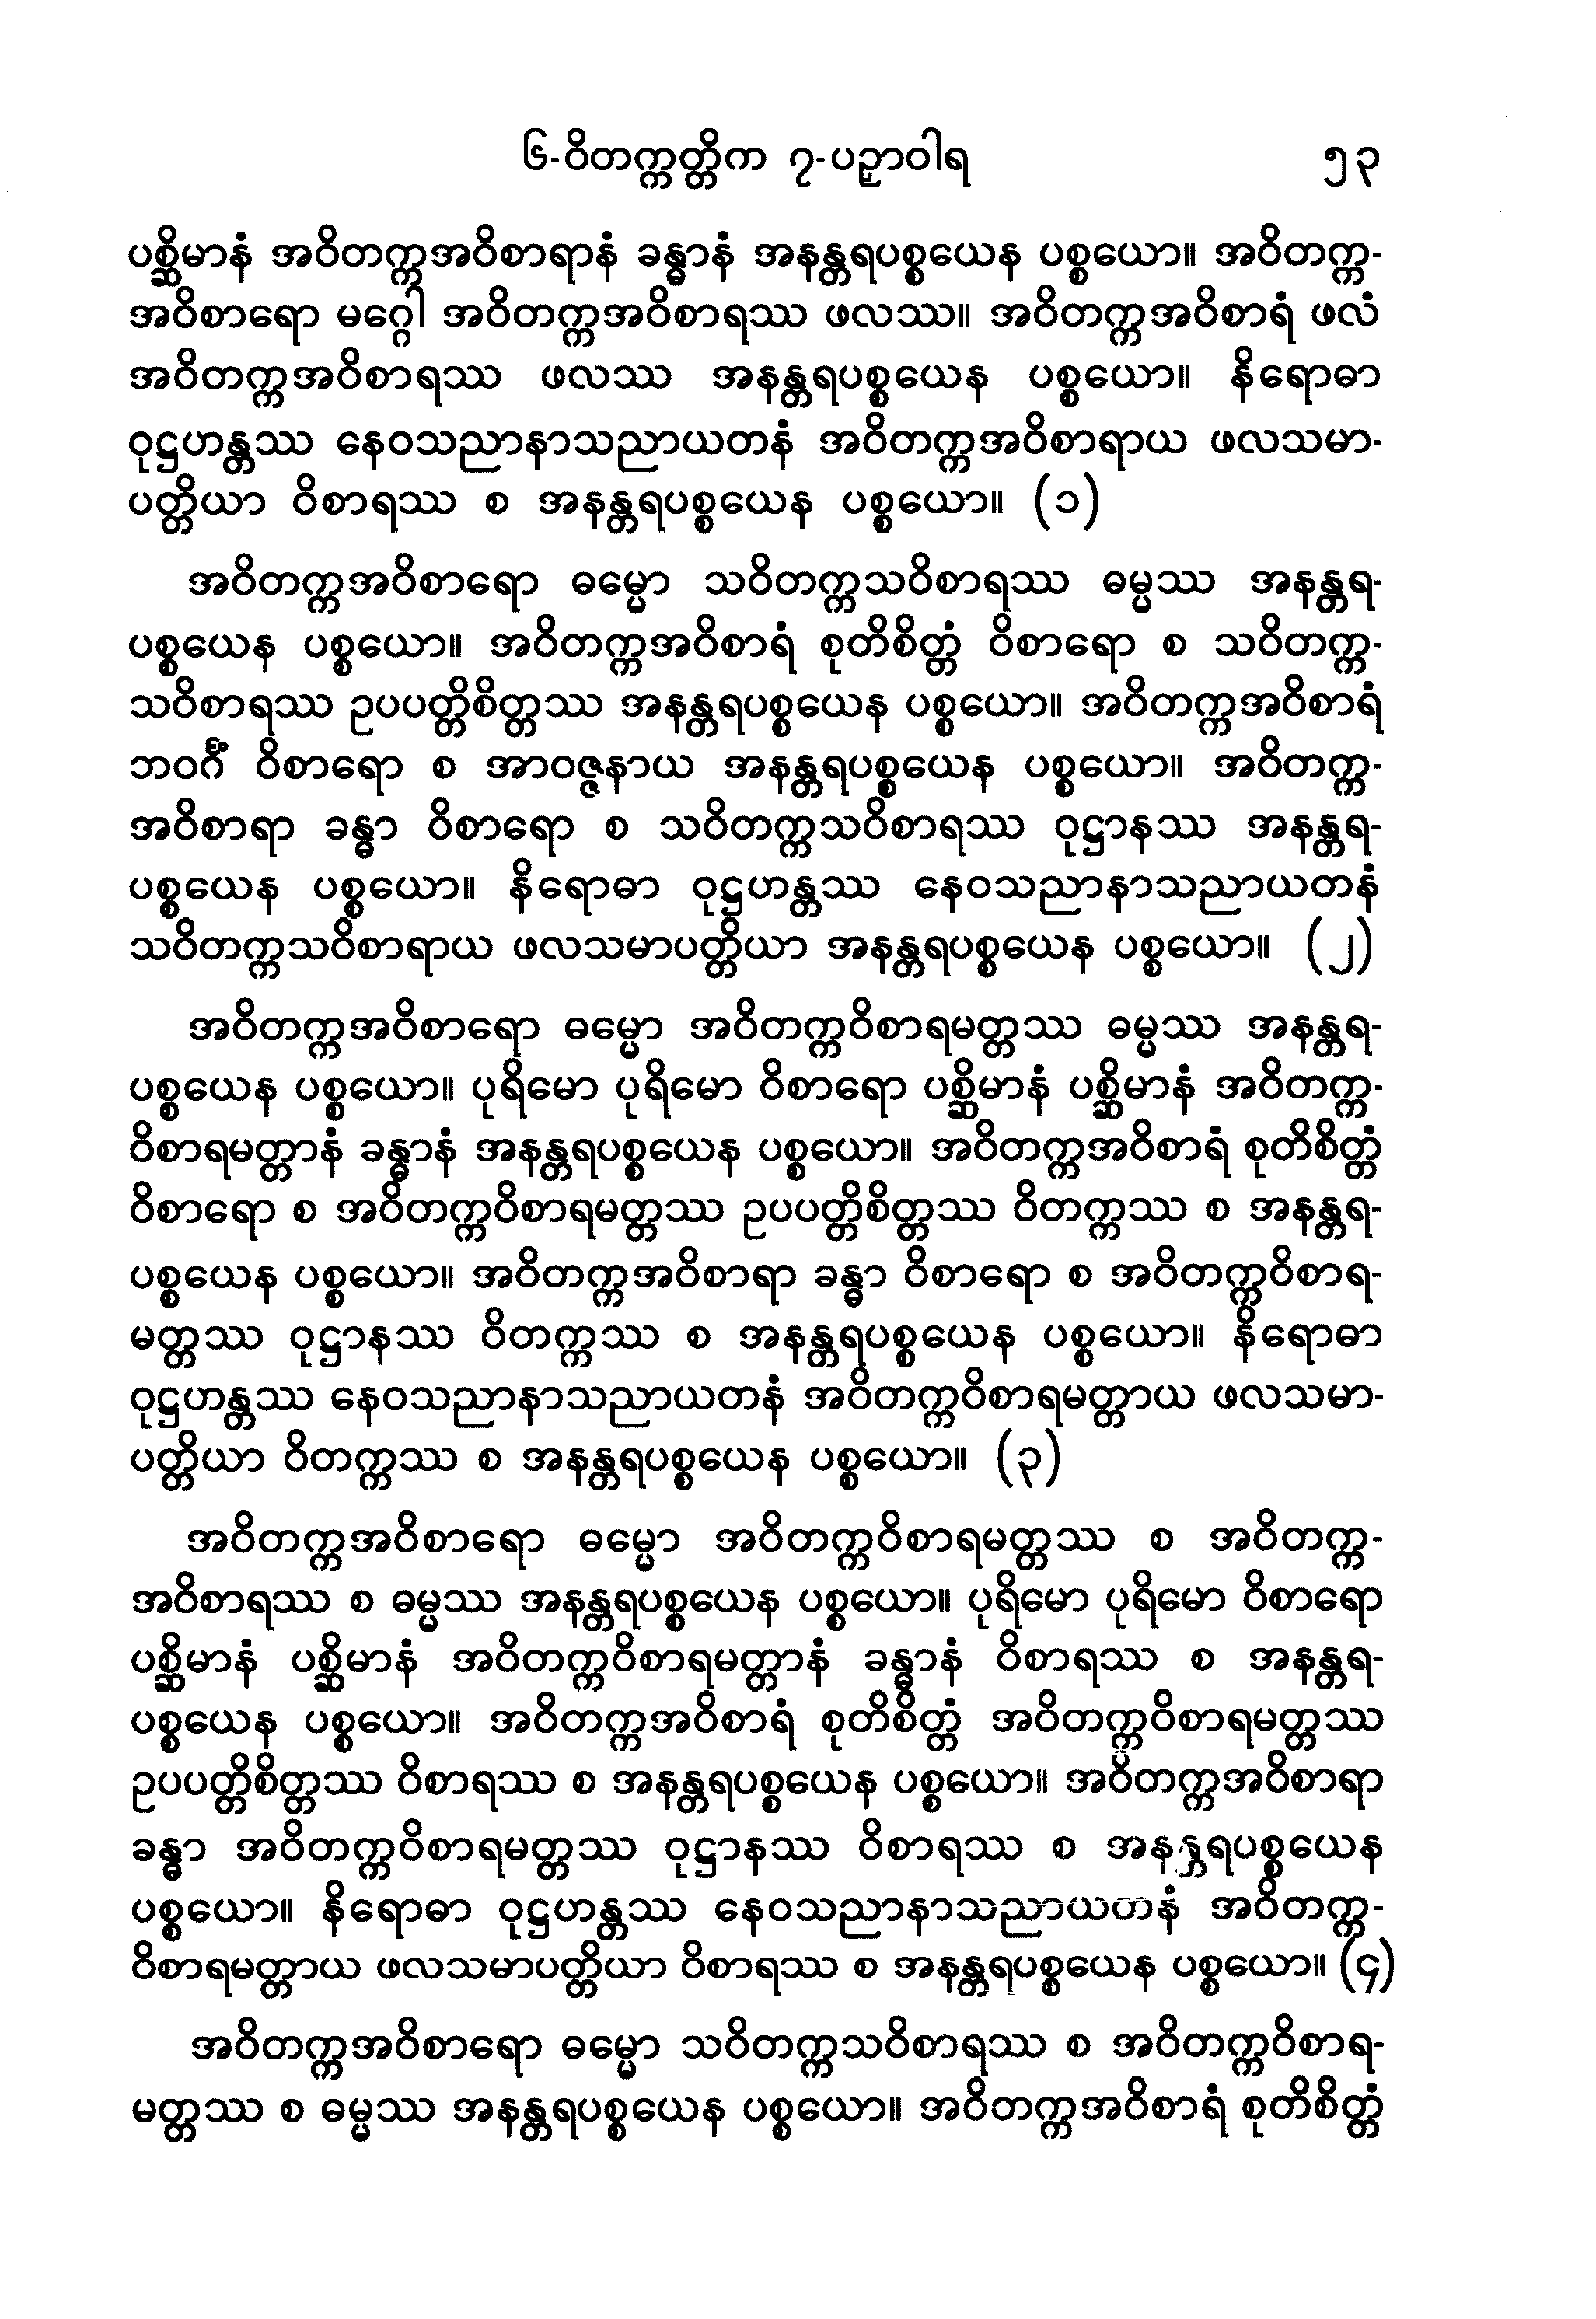 ၆-ဝိတက္ကတ္တိက ၇-ပဉှာဝါရ ၅၃
ပစ္ဆိမာနံ အဝိတက္ကအဝိစာရာနံ ခန္ဓာနံ အနန္တရပစ္စယေန ပစ္စယော။ အဝိတက္က-
အဝိစာရော မဂ္ဂေါ အဝိတက္ကအဝိစာရဿ ဖလဿ။ အဝိတက္ကအဝိစာရံ ဖလံ
အဝိတက္ကအဝိစာရဿ ဖလဿ အနန္တရပစ္စယေန ပစ္စယော။ နိရောဓာ
ဝုဋ္ဌဟန္တဿ နေဝသညာနာသညာယတနံ အဝိတက္ကအဝိစာရာယ ဖလသမာ-
ပတ္တိယာ ဝိစာရဿ စ အနန္တရပစ္စယေန ပစ္စယော။ (၁)
အဝိတက္ကအဝိစာရော ဓမ္မော သဝိတက္ကသဝိစာရဿ ဓမ္မဿ အနန္တရ-
ပစ္စယေန ပစ္စယော။ အဝိတက္ကအဝိစာရံ စုတိစိတ္တံ ဝိစာရော စ သဝိတက္က-
သဝိစာရဿ ဥပပတ္တိစိတ္တဿ အနန္တရပစ္စယေန ပစ္စယော။ အဝိတက္ကအဝိစာရံ
ဘဝင်္ဂံ ဝိစာရော စ အာဝဇ္ဇနာယ အနန္တရပစ္စယေန ပစ္စယော။ အဝိတက္က-
အဝိစာရာ ခန္ဓာ ဝိစာရော စ သဝိတက္ကသဝိစာရဿ ဝုဋ္ဌာနဿ အနန္တရ-
ပစ္စယေန ပစ္စယော။ နိရောဓာ ဝုဋ္ဌဟန္တဿ နေဝသညာနာသညာယတနံ
သဝိတက္ကသဝိစာရာယ ဖလသမာပတ္တိယာ အနန္တရပစ္စယေန ပစ္စယော။ (၂)
အဝိတက္ကအဝိစာရော ဓမ္မော အဝိတက္ကဝိစာရမတ္တဿ ဓမ္မဿ အနန္တရ-
ပစ္စယေန ပစ္စယော။ ပုရိမော ပုရိမော ဝိစာရော ပစ္ဆိမာနံ ပစ္ဆိမာနံ အဝိတက္က-
ဝိစာရမတ္တာနံ ခန္ဓာနံ အနန္တရပစ္စယေန ပစ္စယော။ အဝိတက္ကအဝိစာရံ စုတိစိတ္တံ
ဝိစာရော စ အဝိတက္ကဝိစာရမတ္တဿ ဥပပတ္တိစိတ္တဿ ဝိတက္ကဿ စ အနန္တရ-
ပစ္စယေန ပစ္စယော။ အဝိတက္ကအဝိစာရာ ခန္ဓာ ဝိစာရော စ အဝိတက္ကဝိစာရ-
မတ္တဿ ဝုဋ္ဌာနဿ ဝိတက္ကဿ စ အနန္တရပစ္စယေန ပစ္စယော။ နိရောဓာ
ဝုဋ္ဌဟန္တဿ နေဝသညာနာသညာယတနံ အဝိတက္ကဝိစာရမတ္တာယ ဖလသမာ-
ပတ္တိယာ ဝိတက္ကဿ စ အနန္တရပစ္စယေန ပစ္စယော။ (၃)
အဝိတက္ကအဝိစာရော ဓမ္မော အဝိတက္ကဝိစာရမတ္တဿ စ အဝိတက္က-
အဝိစာရဿ စ ဓမ္မဿ အနန္တရပစ္စယေန ပစ္စယော။ ပုရိမော ပုရိမော ဝိစာရော
ပစ္ဆိမာနံ ပစ္ဆိမာနံ အဝိတက္ကဝိစာရမတ္တာနံ ခန္ဓာနံ ဝိစာရဿ စ အနန္တရ-
ပစ္စယေန ပစ္စယော။ အဝိတက္ကအဝိစာရံ စုတိစိတ္တံ အဝိတက္ကဝိစာရမတ္တဿ
ဥပပတ္တိစိတ္တဿ ဝိစာရဿ စ အနန္တရပစ္စယေန ပစ္စယော။ အဝိတက္ကအဝိစာရာ
ခန္ဓာ အဝိတက္ကဝိစာရမတ္တဿ ဝုဋ္ဌာနဿ ဝိစာရဿ စ အနန္တရပစ္စယေန
ပစ္စယော။ နိရောဓာ ဝုဋ္ဌဟန္တဿ နေဝသညာနာသညာယတနံ အဝိတက္က-
ဝိစာရမတ္တာယ ဖလသမာပတ္တိယာ ဝိစာရဿ စ အနန္တရပစ္စယေန ပစ္စယော။ (၄)
အဝိတက္ကအဝိစာရော ဓမ္မော သဝိတက္ကသဝိစာရဿ စ အဝိတက္ကဝိစာရ-
မတ္တဿ စ ဓမ္မဿ အနန္တရပစ္စယေန ပစ္စယော။ အဝိတက္ကအဝိစာရံ စုတိစိတ္တံ